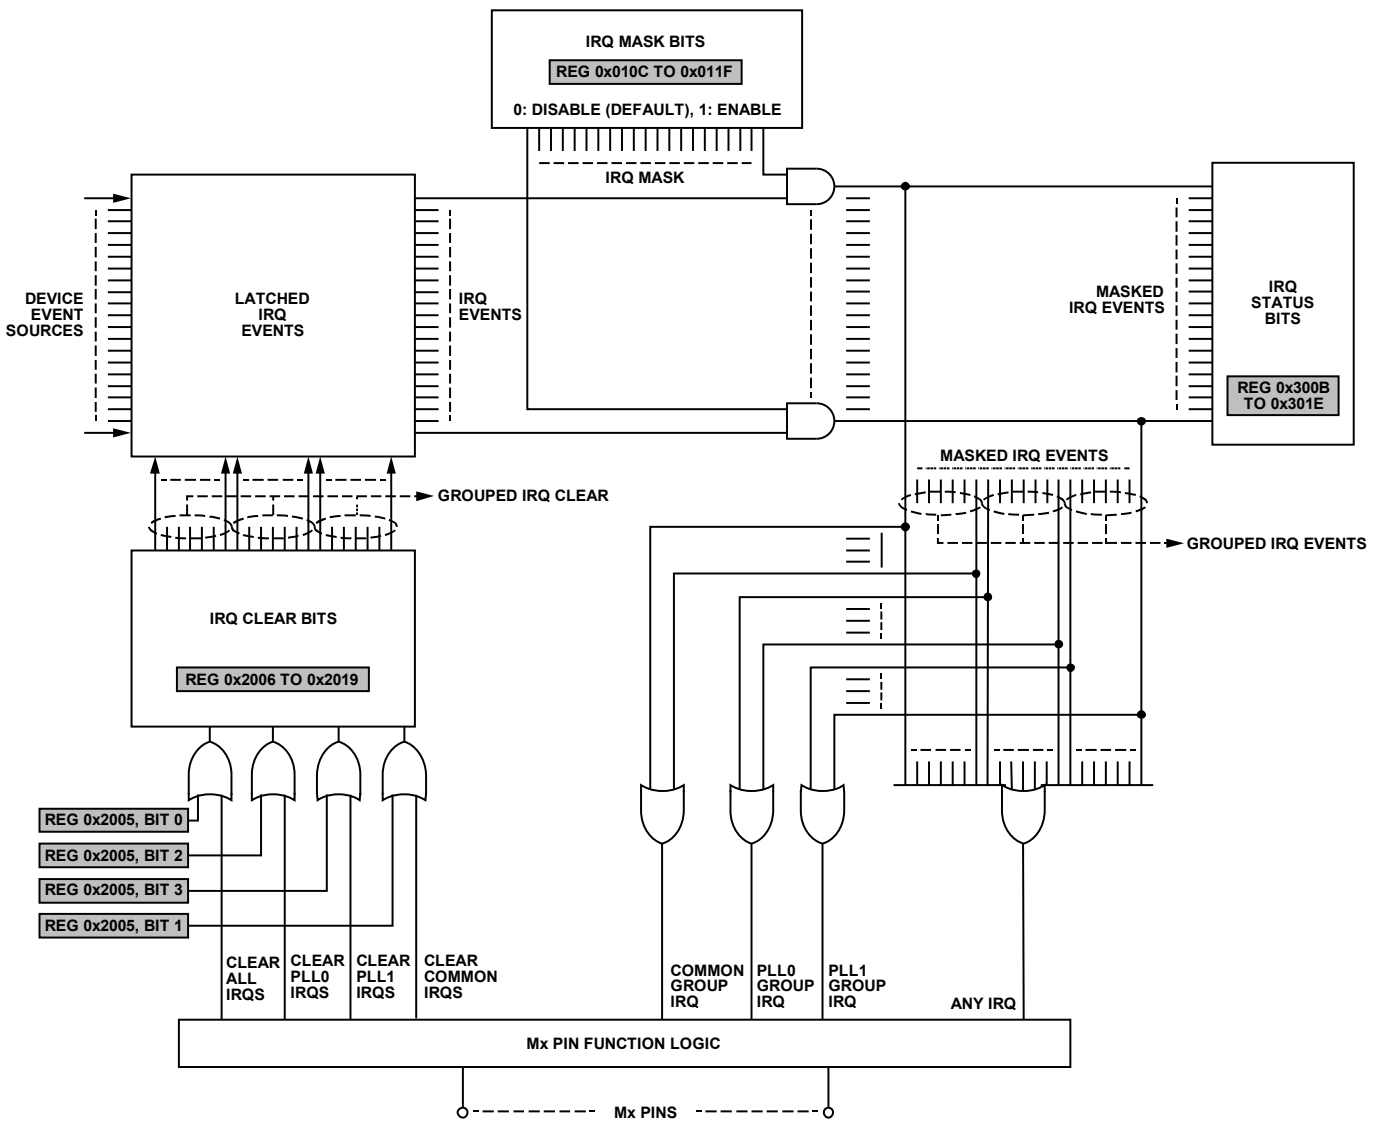 IRQ MASK BITS
REG 0x010C TO 0x011F
0: DISABLE (DEFAULT), 1: ENABLE
IRQ MASK
DEVICE
EVENT
SOURCES
LATCHED
IRQ
EVENTS
IRQ
EVENTS
MASKED
IRQ EVENTS
IRQ
STATUS
BITS
REG 0x300B
TO 0x301E
MASKED IRQ EVENTS
GROUPED IRQ CLEAR
GROUPED IRQ EVENTS
IRQ CLEAR BITS
REG 0x2006 TO 0x2019
REG 0x2005, BIT 0
REG 0x2005, BIT 2
REG 0x2005, BIT 3
REG 0x2005, BIT 1
CLEAR
ALL
IRQS
CLEAR
PLL0
IRQS
CLEAR
PLL1
IRQS
CLEAR
COMMON
IRQS
COMMON
GROUP
IRQ
PLL0
GROUP
IRQ
PLL1
GROUP
IRQ
ANY IRQ
Mx PIN FUNCTION LOGIC
Mx PINS